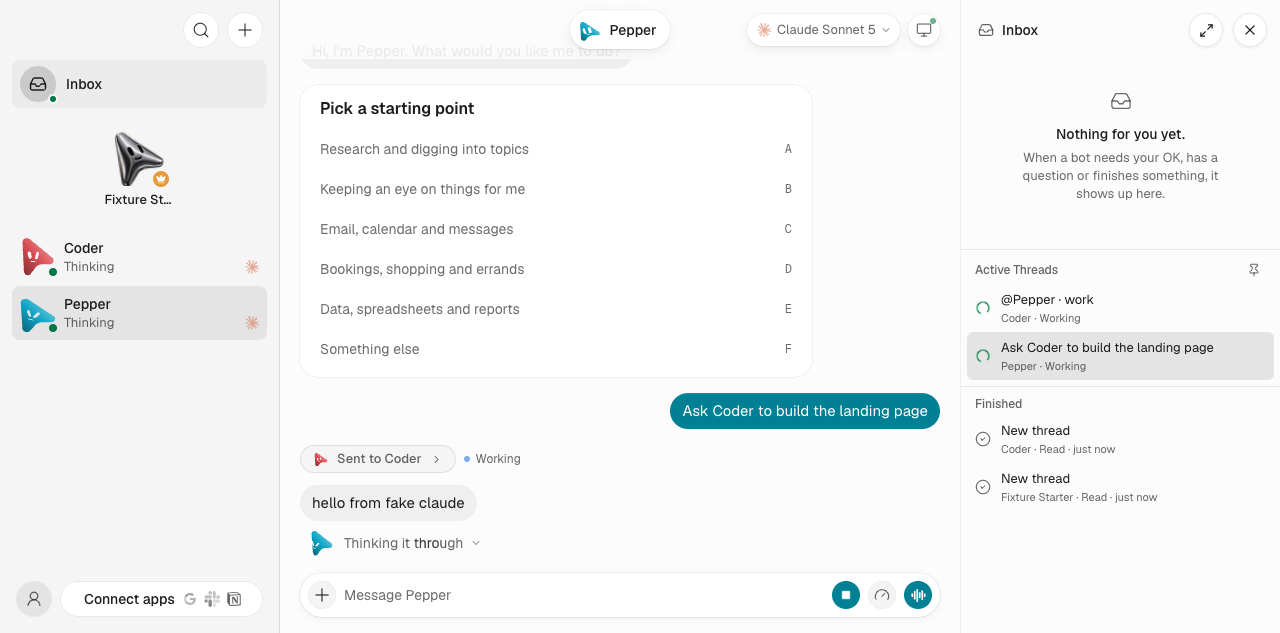 Inbox
Fixture St...
Coder
Thinking
Pepper
Thinking
Connect apps
Pepper
Claude Sonnet 5
Hi, I'm Pepper. What would you like me to do?
Pick a starting point
Research and digging into topics A
Keeping an eye on things for me B
Email, calendar and messages C
Bookings, shopping and errands D
Data, spreadsheets and reports E
Something else F
Ask Coder to build the landing page
Sent to Coder
Working
hello from fake claude
Thinking it through
Message Pepper
Inbox
Nothing for you yet.
When a bot needs your OK, has a
question or finishes something, it
shows up here.
Active Threads
@Pepper · work
Coder · Working
Ask Coder to build the landing page
Pepper · Working
Finished
New thread
Coder · Read · just now
New thread
Fixture Starter · Read · just now